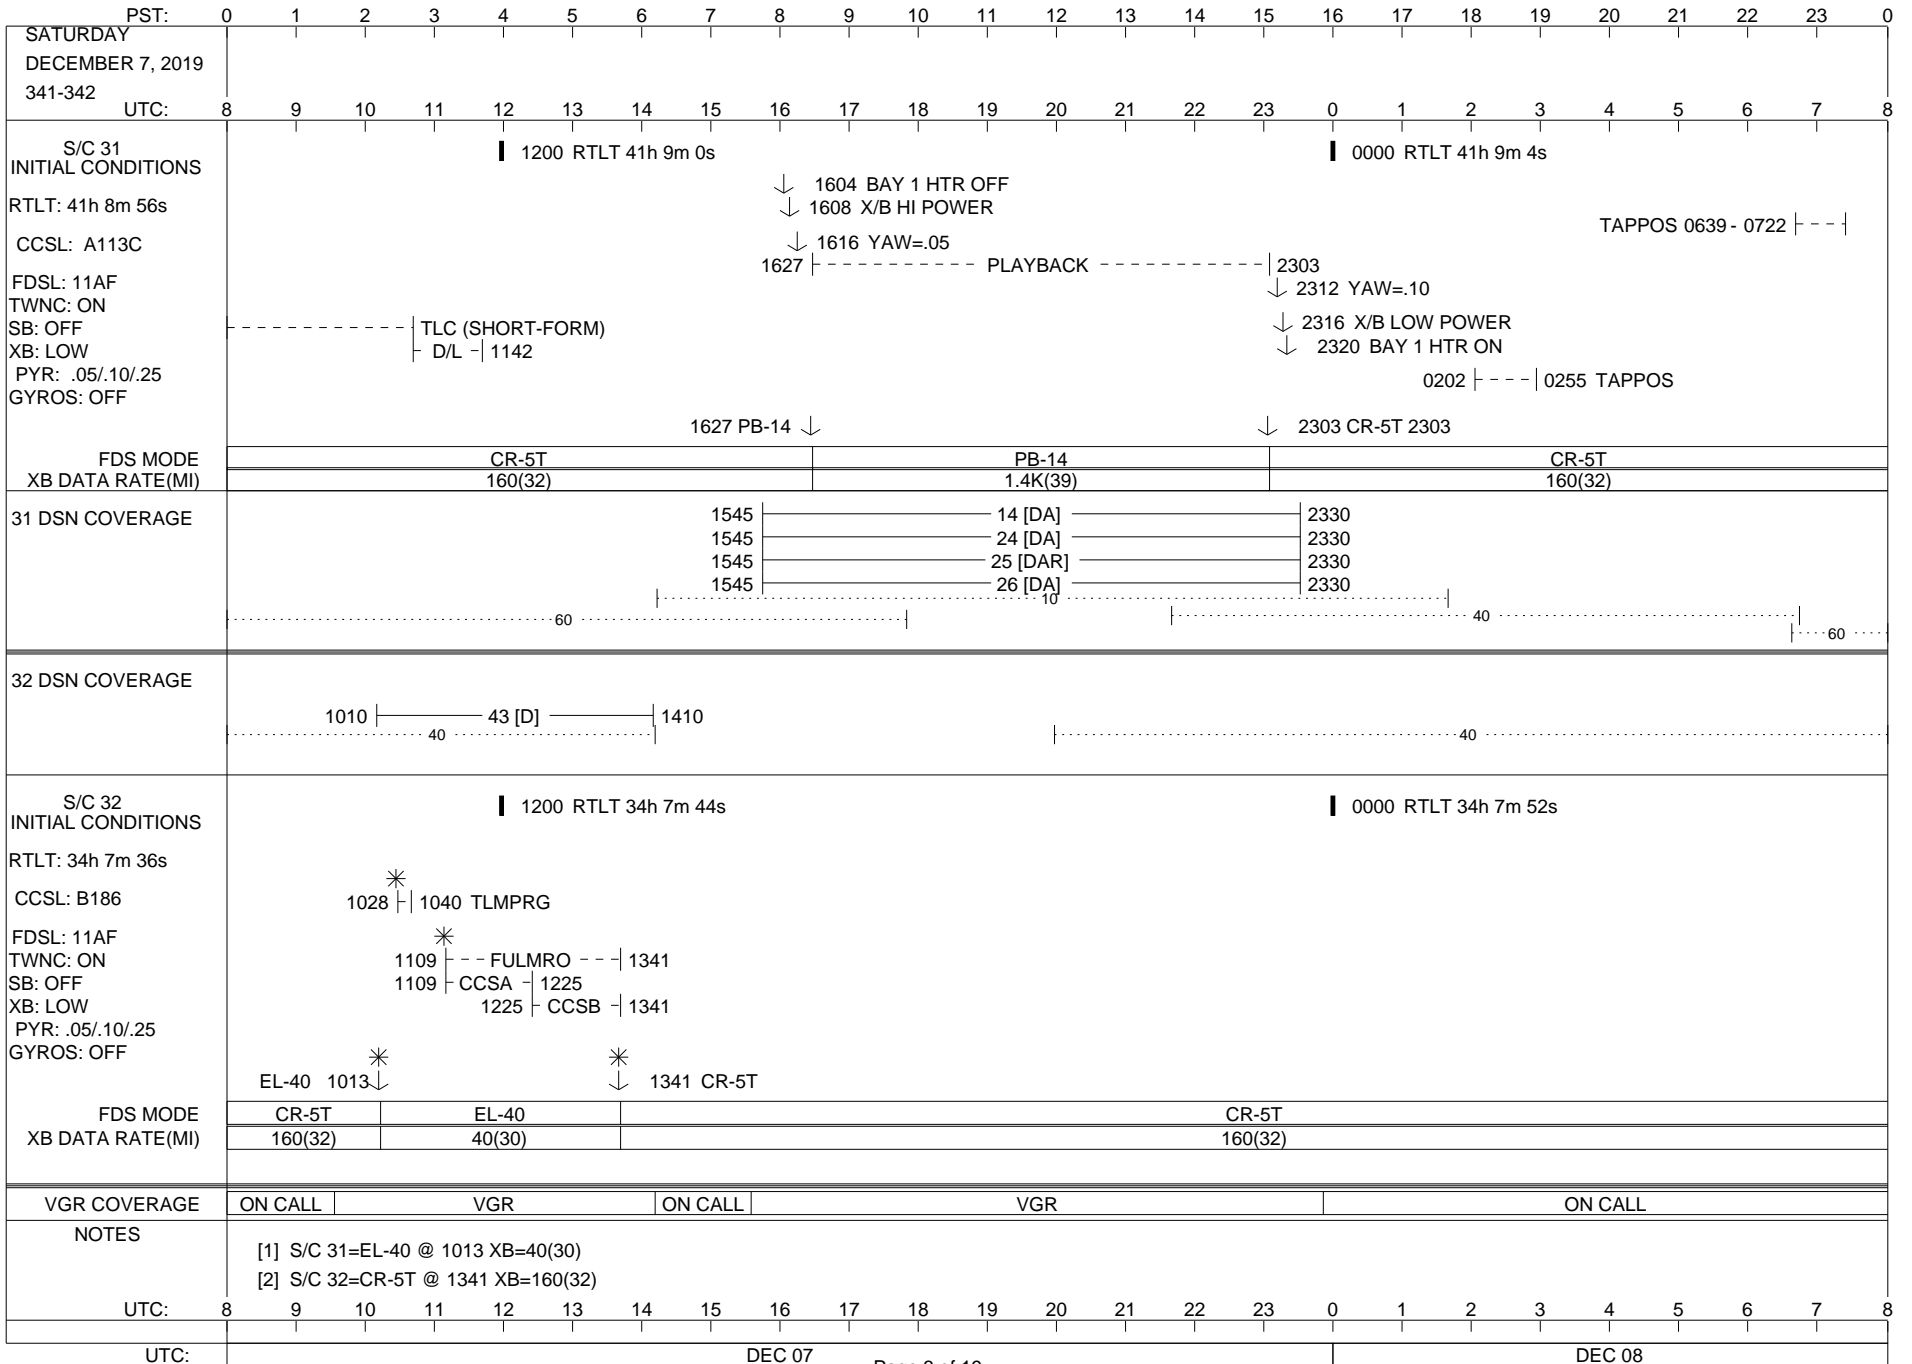 PST: 0 1 2 3 4 5 6 7 8 9 10 11 12 13 14 15 16 17 18 19 20 21 22 23 0
SATURDAY
DECEMBER 7, 2019
341-342
UTC: 8 9 10 11 12 13 14 15 16 17 18 19 20 21 22 23 0 1 2 3 4 5 6 7 8
S/C 31
INITIAL CONDITIONS
RTLT: 41h 8m 56s
CCSL: A113C
FDSL: 11AF
TWNC: ON
SB: OFF
XB: LOW
PYR: .05/.10/.25
GYROS: OFF
1200 RTLT 41h 9m 0s
0000 RTLT 41h 9m 4s
1604 BAY 1 HTR OFF
1608 X/B HI POWER
TAPPOS 0639 - 0722
1616 YAW=.05
1627 PLAYBACK 2303
2312 YAW=.10
TLC (SHORT-FORM)
2316 X/B LOW POWER
D/L 1142
2320 BAY 1 HTR ON
0202 0255 TAPPOS
1627 PB-14
2303 CR-5T 2303
FDS MODE CR-5T PB-14 CR-5T
XB DATA RATE(MI) 160(32) 1.4K(39) 160(32)
31 DSN COVERAGE
1545 14 [DA] 2330
1545 24 [DA] 2330
1545 25 [DAR] 2330
1545 26 [DA] 2330
10
60 40
60
32 DSN COVERAGE
1010 43 [D] 1410
40 40
S/C 32
INITIAL CONDITIONS
RTLT: 34h 7m 36s
CCSL: B186
FDSL: 11AF
TWNC: ON
SB: OFF
XB: LOW
PYR: .05/.10/.25
GYROS: OFF
1200 RTLT 34h 7m 44s
0000 RTLT 34h 7m 52s
1028 1040 TLMPRG
1109 FULMRO 1341
1109 CCSA 1225
1225 CCSB 1341
EL-40 1013
1341 CR-5T
FDS MODE CR-5T EL-40 CR-5T
XB DATA RATE(MI) 160(32) 40(30) 160(32)
VGR COVERAGE ON CALL VGR ON CALL VGR ON CALL
NOTES
[1] S/C 31=EL-40 @ 1013 XB=40(30)
[2] S/C 32=CR-5T @ 1341 XB=160(32)
UTC: 8 9 10 11 12 13 14 15 16 17 18 19 20 21 22 23 0 1 2 3 4 5 6 7 8
UTC: DEC 07 DEC 08